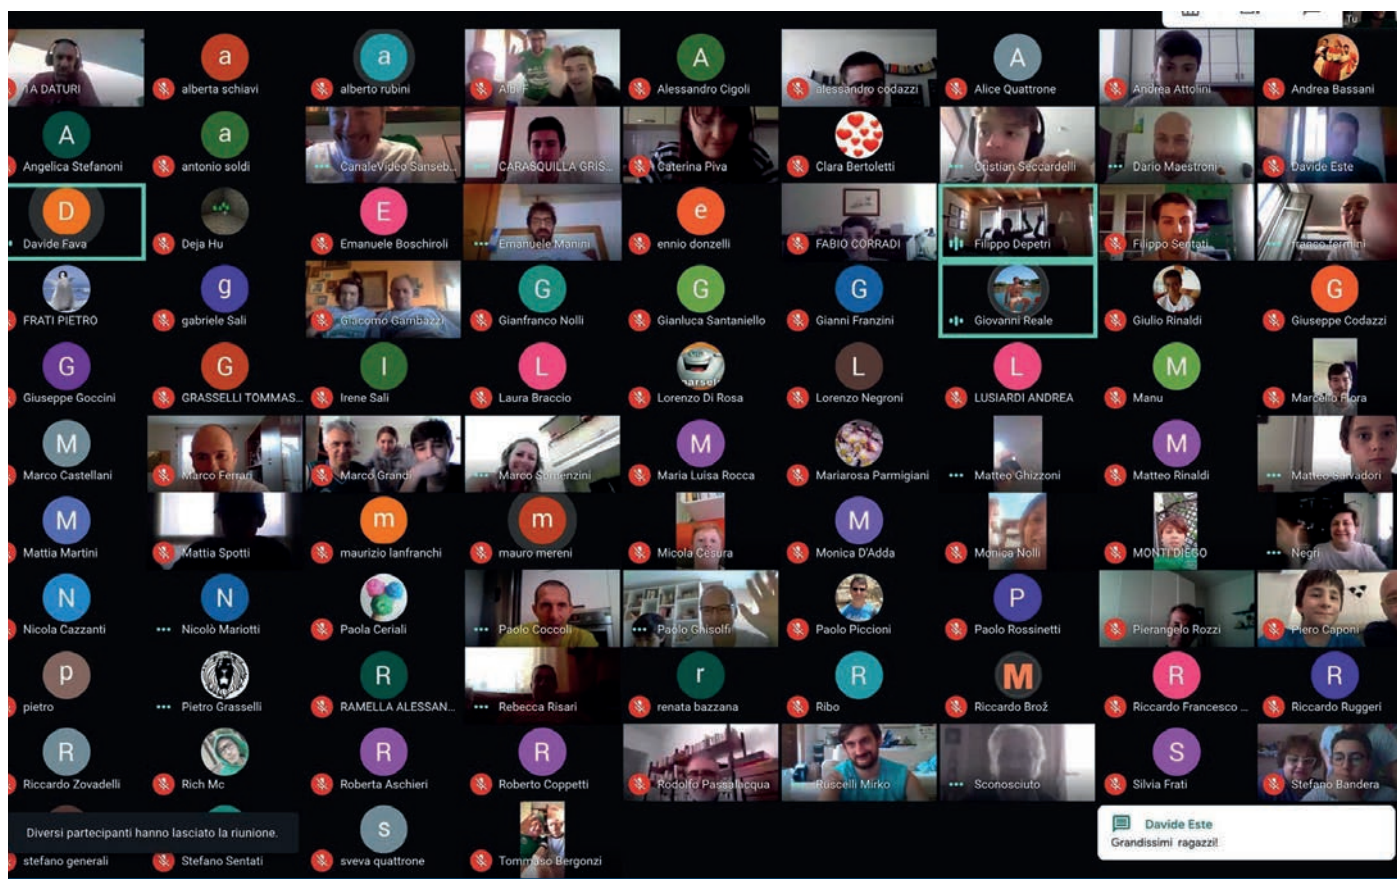 Tu
1A DATURI
a
alberta schiavi
a
alberto rubini
Albi F
A
Alessandro Cigoli
alessandro codazzi
A
Alice Quattrone
Andrea Attolini
Andrea Bassani
A
Angelica Stefanoni
a
antonio soldi
CanaleVideo Sanseb...
CARASQUILLA GRIS...
Caterina Piva
Clara Bertoletti
Cristian Seccardelli
Dario Maestroni
Davide Este
D
Davide Fava
Deja Hu
E
Emanuele Boschiroli
Emanuele Manini
e
ennio donzelli
FABIO CORRADI
Filippo Depetri
Filippo Sentati
franco fermini
FRATI PIETRO
g
gabriele Sali
Giacomo Gambazzi
G
Gianfranco Nolli
G
Gianluca Santaniello
G
Gianni Franzini
Giovanni Reale
Giulio Rinaldi
G
Giuseppe Codazzi
G
Giuseppe Goccini
G
GRASSELLI TOMMAS...
I
Irene Sali
L
Laura Braccio
Lorenzo Di Rosa
L
Lorenzo Negroni
L
LUSIARDI ANDREA
M
Manu
Marcello Flora
M
Marco Castellani
Marco Ferrari
Marco Grandi
Marco Somenzini
M
Maria Luisa Rocca
Mariarosa Parmigiani
Matteo Ghizzoni
M
Matteo Rinaldi
Matteo Salvadori
M
Mattia Martini
Mattia Spotti
m
maurizio lanfranchi
m
mauro mereni
Micola Cesura
M
Monica D'Adda
Monica Nolli
MONTI DIEGO
Negri
N
Nicola Cazzanti
N
Nicolò Mariotti
Paola Ceriali
Paolo Coccoli
Paolo Ghisolfi
Paolo Piccioni
P
Paolo Rossinetti
Pierangelo Rozzi
Piero Caponi
p
pietro
Pietro Grasselli
R
RAMELLA ALESSAN...
Rebecca Risari
r
renata bazzana
R
Ribo
M
Riccardo Brož
R
Riccardo Francesco ...
R
Riccardo Ruggeri
R
Riccardo Zovadelli
Rich Mc
R
Roberta Aschieri
R
Roberto Coppetti
Rodolfo Passalacqua
Ruscelli Mirko
Sconosciuto
S
Silvia Frati
Stefano Bandera
Diversi partecipanti hanno lasciato la riunione.
stefano generali
Stefano Sentati
s
sveva quattrone
Tommaso Bergonzi
Davide Este
Grandissimi ragazzi!